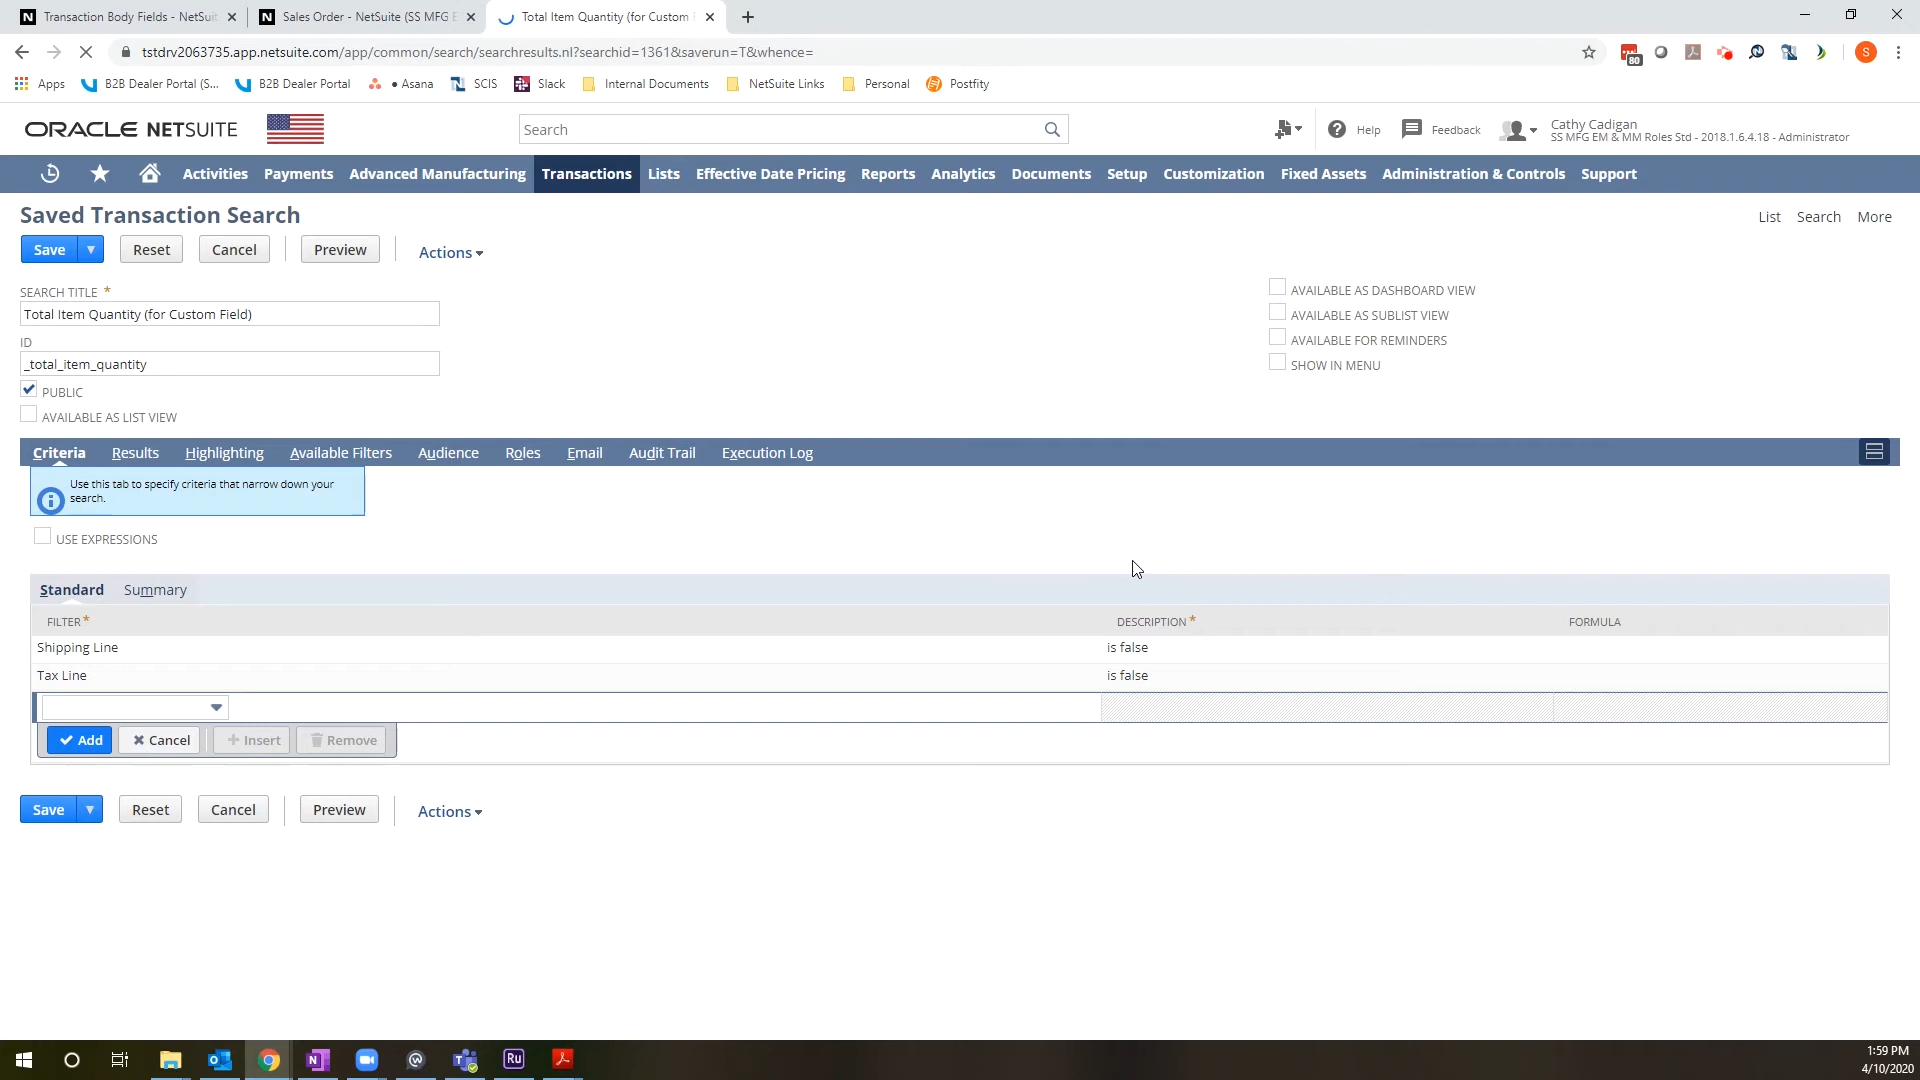 Transaction Body Fields - NetSuit
Sales Order - NetSuite (SS MFG E
Total Item Quantity (for Custom F
tstdrv2063735.app.netsuite.com/app/common/search/searchresults.nl?searchid=1361&saverun=T&whence=
80
S
Apps
B2B Dealer Portal (S...
B2B Dealer Portal
• Asana
SCIS
Slack
Internal Documents
NetSuite Links
Personal
Postfity
ORACLE NETSUITE
Search
Help
Feedback
Cathy Cadigan
SS MFG EM & MM Roles Std - 2018.1.6.4.18 - Administrator
Activities Payments Advanced Manufacturing Transactions Lists Effective Date Pricing Reports Analytics Documents Setup Customization Fixed Assets Administration & Controls Support
Saved Transaction Search
List Search More
Save Reset Cancel Preview Actions
SEARCH TITLE *
Total Item Quantity (for Custom Field)
ID
_total_item_quantity
PUBLIC
AVAILABLE AS LIST VIEW
AVAILABLE AS DASHBOARD VIEW
AVAILABLE AS SUBLIST VIEW
AVAILABLE FOR REMINDERS
SHOW IN MENU
Criteria Results Highlighting Available Filters Audience Roles Email Audit Trail Execution Log
Use this tab to specify criteria that narrow down your
search.
USE EXPRESSIONS
Standard Summary
FILTER * DESCRIPTION * FORMULA
Shipping Line is false
Tax Line is false
Add Cancel Insert Remove
Save Reset Cancel Preview Actions
Ru
1:59 PM
4/10/2020